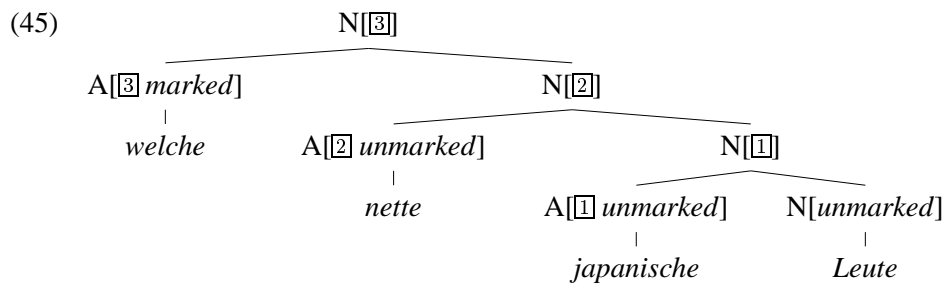 (45) N[3]
A[3 marked] N[2]
welche A[2 unmarked] N[1]
nette A[1 unmarked] N[unmarked]
japanische Leute